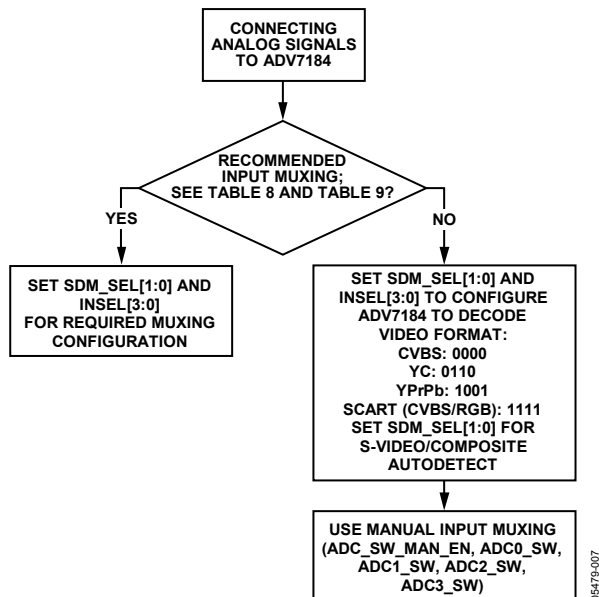 CONNECTING
ANALOG SIGNALS
TO ADV7184
RECOMMENDED
INPUT MUXING;
SEE TABLE 8 AND TABLE 9?
YES
NO
SET SDM_SEL[1:0] AND
INSEL[3:0]
FOR REQUIRED MUXING
CONFIGURATION
SET SDM_SEL[1:0] AND
INSEL[3:0] TO CONFIGURE
ADV7184 TO DECODE
VIDEO FORMAT:
CVBS: 0000
YC: 0110
YPrPb: 1001
SCART (CVBS/RGB): 1111
SET SDM_SEL[1:0] FOR
S-VIDEO/COMPOSITE
AUTODETECT
USE MANUAL INPUT MUXING
(ADC_SW_MAN_EN, ADC0_SW,
ADC1_SW, ADC2_SW,
ADC3_SW)
05479-007